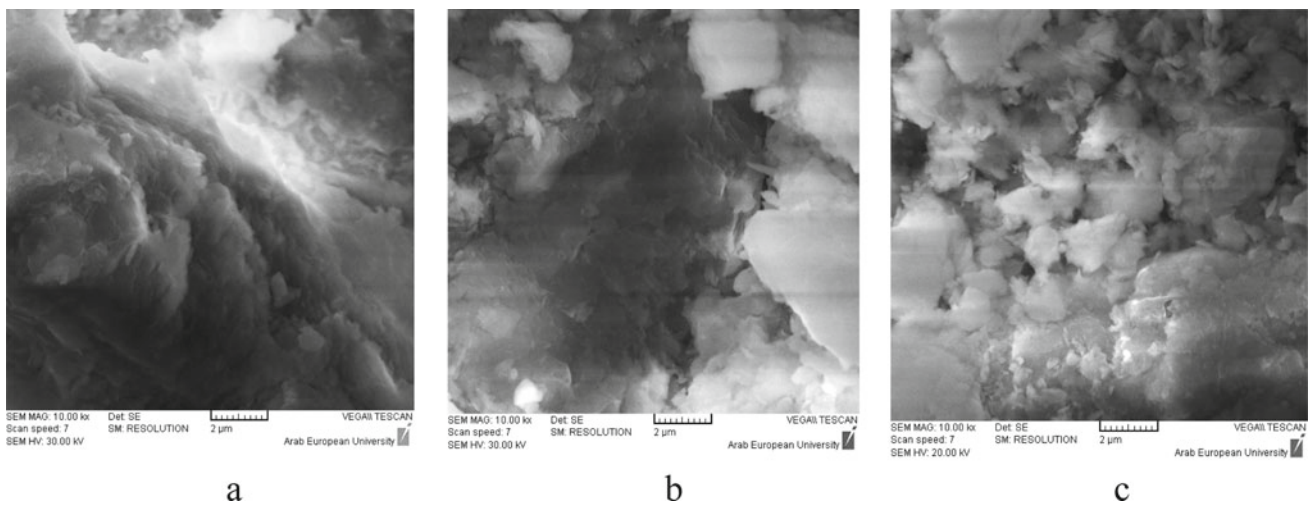 SEM MAG: 10.00 kx Det: SE VEGA\\ TESCAN
Scan speed: 7 SM: RESOLUTION 2 µm
SEM HV: 30.00 kV Arab European University
a
SEM MAG: 10.00 kx Det: SE VEGA\\ TESCAN
Scan speed: 7 SM: RESOLUTION 2 µm
SEM HV: 30.00 kV Arab European University
b
SEM MAG: 10.00 kx Det: SE VEGA\\ TESCAN
Scan speed: 7 SM: RESOLUTION 2 µm
SEM HV: 20.00 kV Arab European University
c